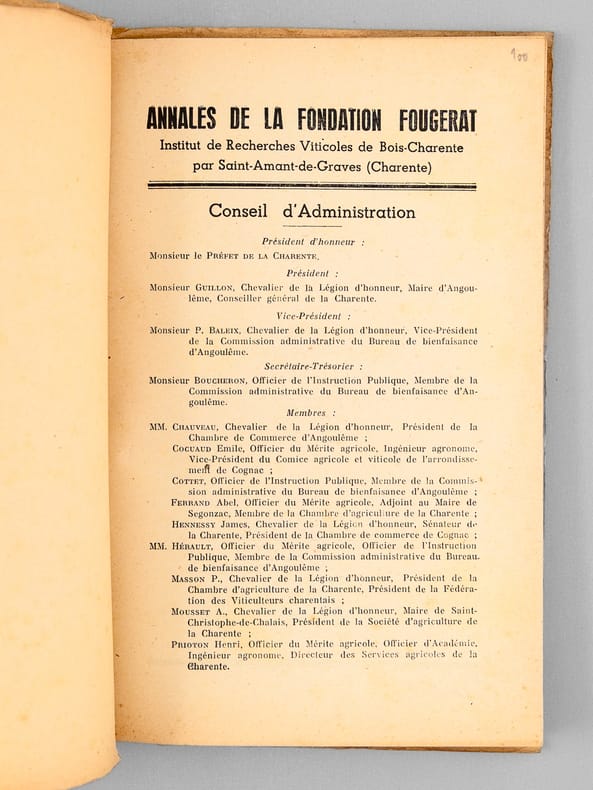 100
ANNALES DE LA FONDATION FOUGERAT
Institut de Recherches Viticoles de Bois-Charente
par Saint-Amant-de-Graves (Charente)
Conseil d'Administration
Président d'honneur :
Monsieur le PRÉFET DE LA CHARENTE.
Président :
Monsieur GUILLON, Chevalier de la Légion d'honneur, Maire d'Angou-
lême, Conseiller général de la Charente.
Vice-Président :
Monsieur P. BALEIX, Chevalier de la Légion d'honneur, Vice-Président
de la Commission administrative du Bureau de bienfaisance
d'Angoulême.
Secrétaire-Trésorier :
Monsieur BOUCHERON, Officier de l'Instruction Publique, Membre de la
Commission administrative du Bureau de bienfaisance d'An-
goulême.
Membres :
MM. CHAUVEAU, Chevalier de la Légion d'honneur, Président de la
Chambre de Commerce d'Angoulême ;
COCUAUD Emile, Officier du Mérite agricole, Ingénieur agronome,
Vice-Président du Comice agricole et viticole de l'arrondisse-
ment de Cognac ;
COTTET, Officier de l'Instruction Publique, Membre de la Commis-
sion administrative du Bureau de bienfaisance d'Angoulême ;
FERRAND Abel, Officier du Mérite agricole, Adjoint au Maire de
Segonzac, Membre de la Chambre d'agriculture de la Charente ;
HENNESSY James, Chevalier de la Légion d'honneur, Sénateur de
la Charente, Président de la Chambre de commerce de Cognac ;
MM. HÉRAULT, Officier du Mérite agricole, Officier de l'Instruction
Publique, Membre de la Commission administrative du Bureau
de bienfaisance d'Angoulême ;
MASSON P., Chevalier de la Légion d'honneur, Président de la
Chambre d'agriculture de la Charente, Président de la Fédéra-
tion des Viticulteurs charentais ;
MOUSSET A., Chevalier de la Légion d'honneur, Maire de Saint-
Christophe-de-Chalais, Président de la Société d'agriculture de
la Charente ;
PRIOTON Henri, Officier du Mérite agricole, Officier d'Académie,
Ingénieur agronome, Directeur des Services agricoles de la
Charente.